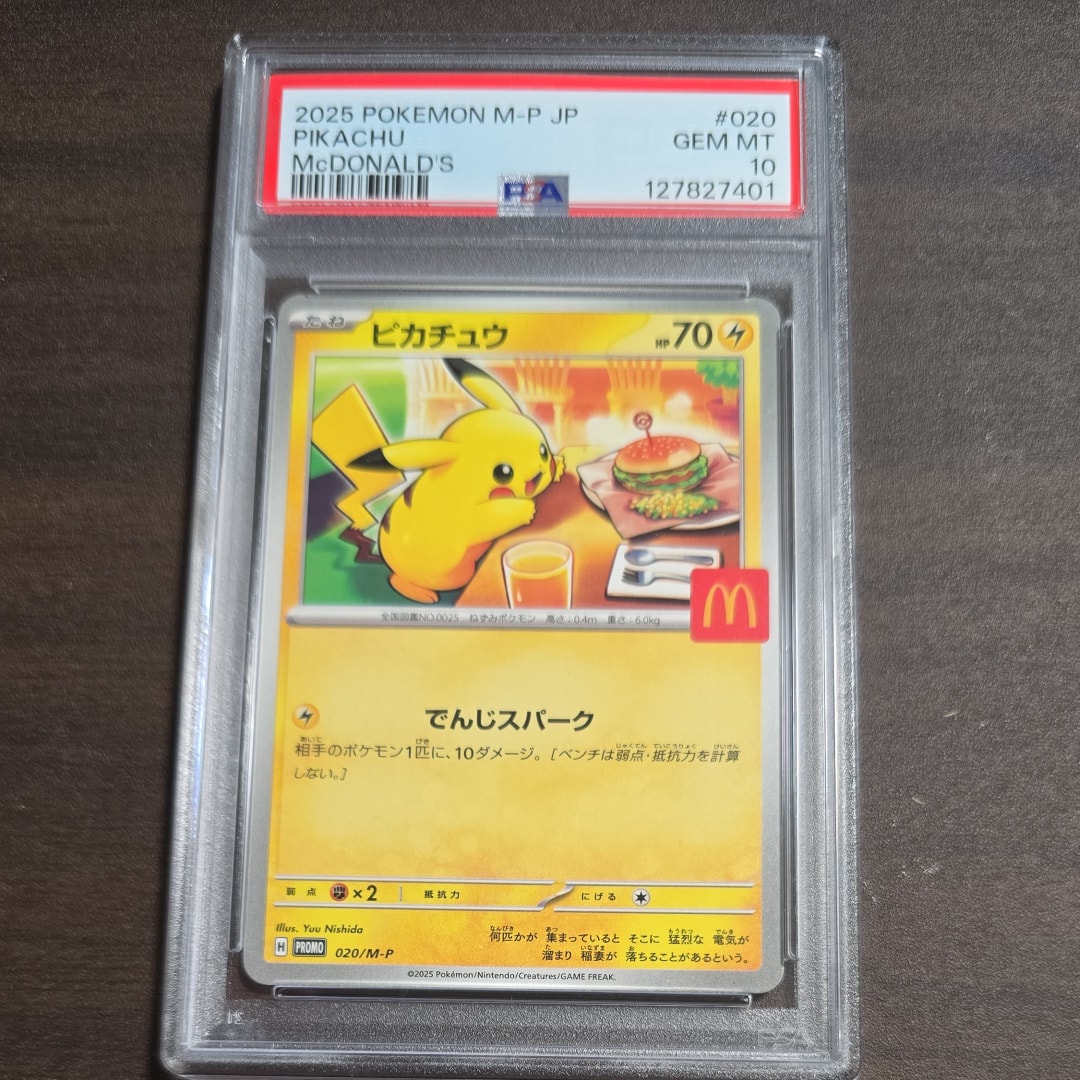 2025 POKEMON M-P JP #020
PIKACHU GEM MT
McDONALD'S 10
PSA 127827401
たね ピカチュウ HP 70
全国図鑑NO.0025 ねずみポケモン 高さ:0.4m 重さ:6.0kg
でんじスパーク
相手のポケモン1匹に、10ダメージ。[ベンチは弱点・抵抗力を計算
しない。]
弱点 ×2 抵抗力 にげる
Illus. Yuu Nishida
何匹かが 集まっていると そこに 猛烈な 電気が
溜まり 稲妻が 落ちることがあるという。
H PROMO 020/M-P
©2025 Pokémon/Nintendo/Creatures/GAME FREAK.